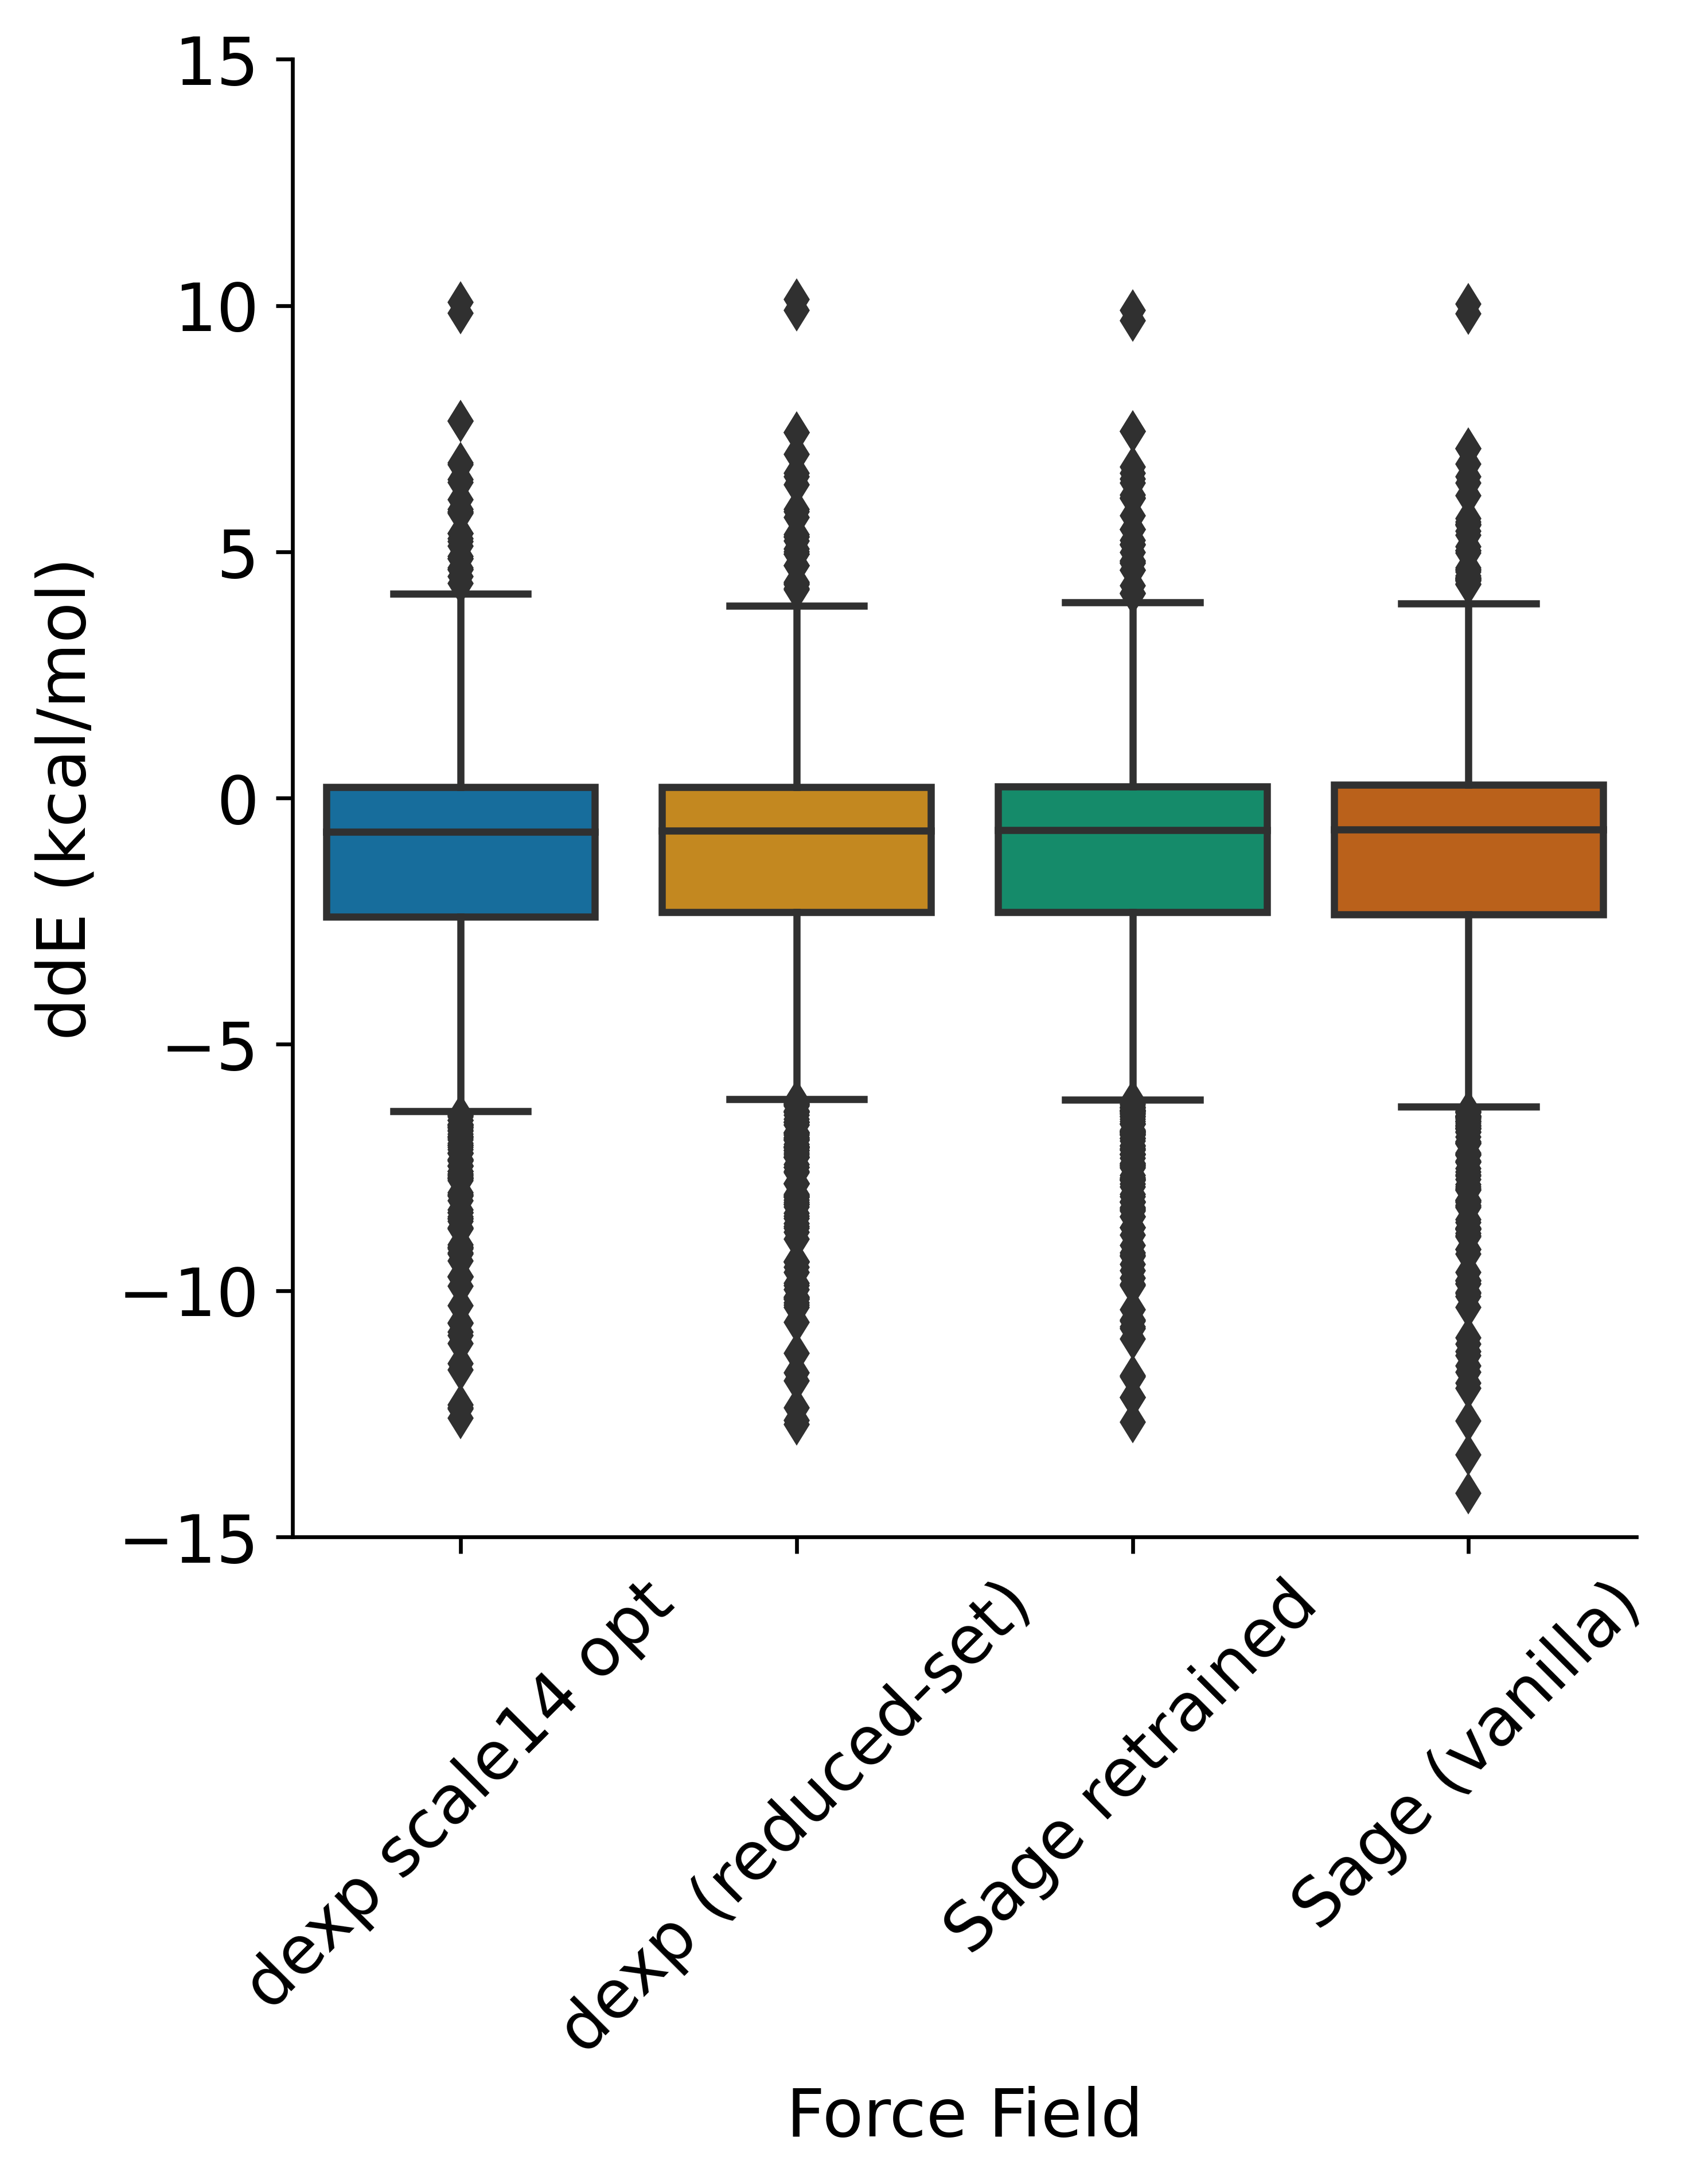 15
10
5
0
−5
−10
−15
ddE (kcal/mol)
dexp scale14 opt
dexp (reduced-set)
Sage retrained
Sage (vanilla)
Force Field